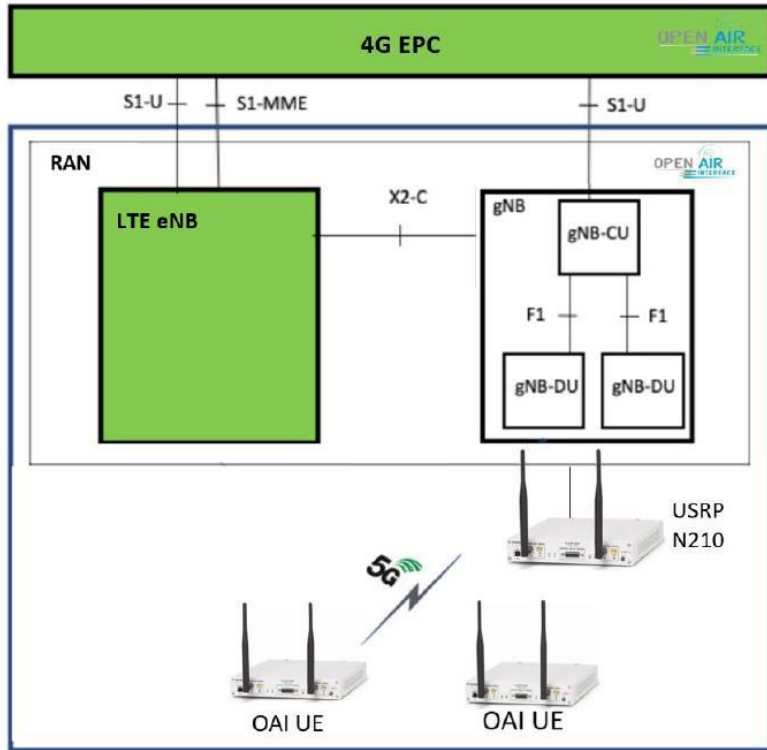 4G EPC
OPEN AIR
INTERFACE
S1-U
S1-MME
S1-U
RAN
OPEN AIR
INTERFACE
LTE eNB
X2-C
gNB
gNB-CU
F1
F1
gNB-DU
gNB-DU
USRP
N210
5G
OAI UE
OAI UE